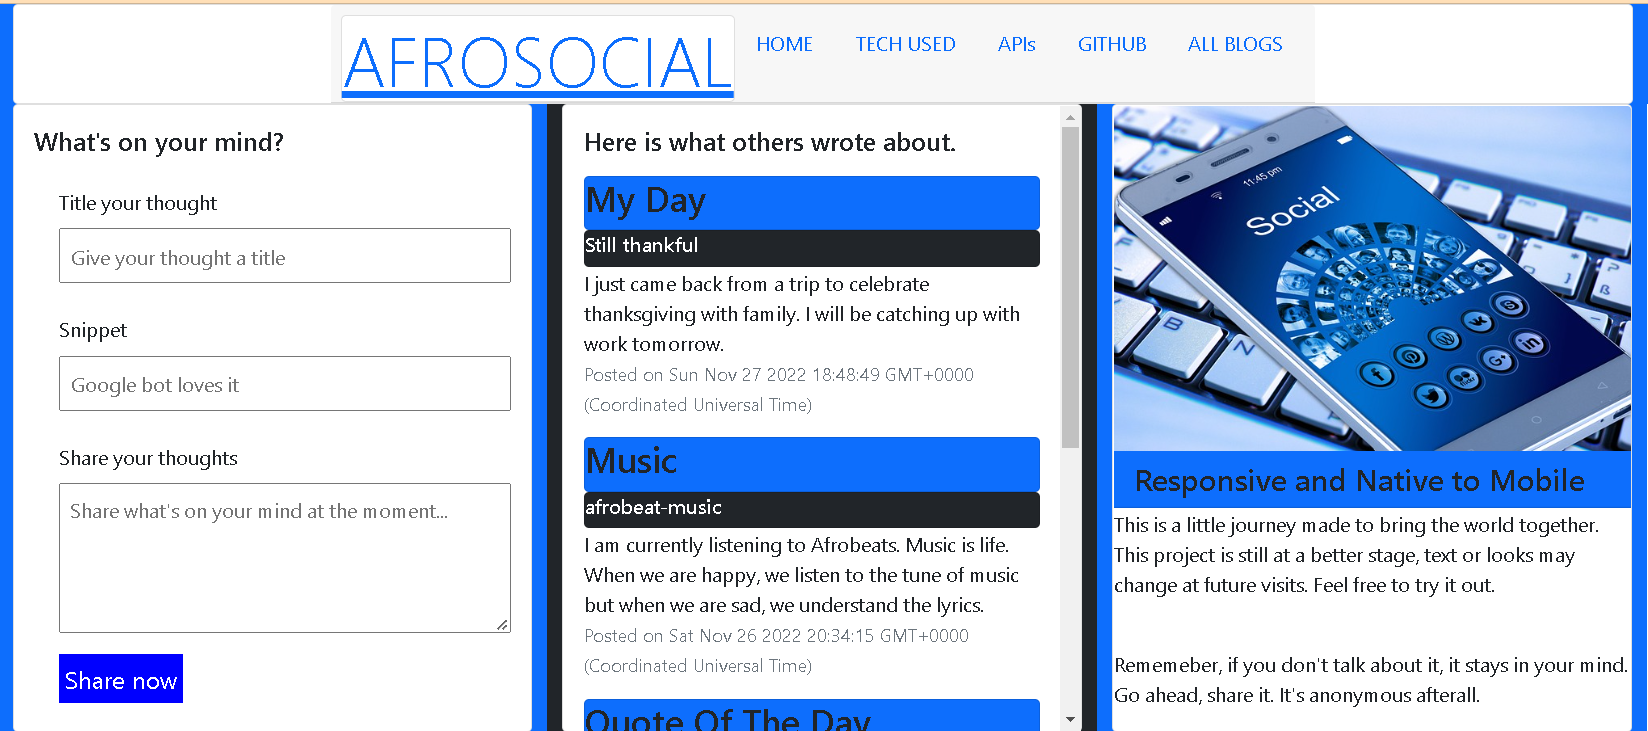 AFROSOCIAL
HOME TECH USED APIs GITHUB ALL BLOGS
What's on your mind?
Title your thought
Give your thought a title
Snippet
Google bot loves it
Share your thoughts
Share what's on your mind at the moment...
Share now
Here is what others wrote about.
My Day
Still thankful
I just came back from a trip to celebrate
thanksgiving with family. I will be catching up with
work tomorrow.
Posted on Sun Nov 27 2022 18:48:49 GMT+0000
(Coordinated Universal Time)
Music
afrobeat-music
I am currently listening to Afrobeats. Music is life.
When we are happy, we listen to the tune of music
but when we are sad, we understand the lyrics.
Posted on Sat Nov 26 2022 20:34:15 GMT+0000
(Coordinated Universal Time)
Quote Of The Day
11:45 pm
Social
B
N
flickr
Responsive and Native to Mobile
This is a little journey made to bring the world together.
This project is still at a better stage, text or looks may
change at future visits. Feel free to try it out.
Rememeber, if you don't talk about it, it stays in your mind.
Go ahead, share it. It's anonymous afterall.